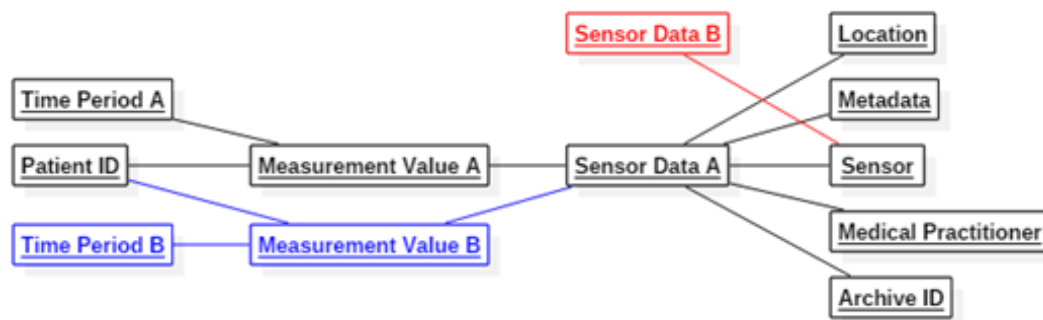 Sensor Data B
Location
Time Period A
Metadata
Patient ID
Measurement Value A
Sensor Data A
Sensor
Time Period B
Measurement Value B
Medical Practitioner
Archive ID